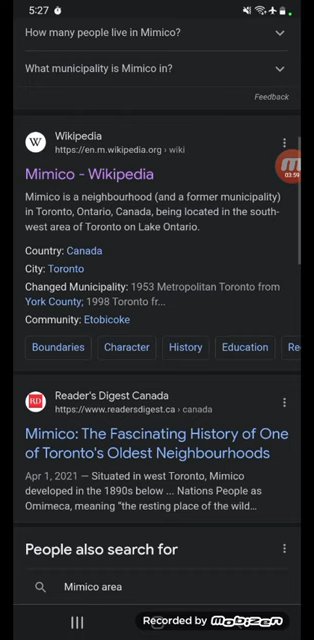 5:27
How many people live in Mimico?
What municipality is Mimico in?
Feedback
W
Wikipedia
https://en.m.wikipedia.org › wiki
03:59
Mimico - Wikipedia
Mimico is a neighbourhood (and a former municipality)
in Toronto, Ontario, Canada, being located in the south-
west area of Toronto on Lake Ontario.
Country: Canada
City: Toronto
Changed Municipality: 1953 Metropolitan Toronto from
York County; 1998 Toronto fr...
Community: Etobicoke
Boundaries Character History Education Re
RD
Reader's Digest Canada
https://www.readersdigest.ca › canada
Mimico: The Fascinating History of One
of Toronto's Oldest Neighbourhoods
Apr 1, 2021 — Situated in west Toronto, Mimico
developed in the 1890s below ... Nations People as
Omimeca, meaning “the resting place of the wild...
People also search for
Mimico area
Recorded by mobizen